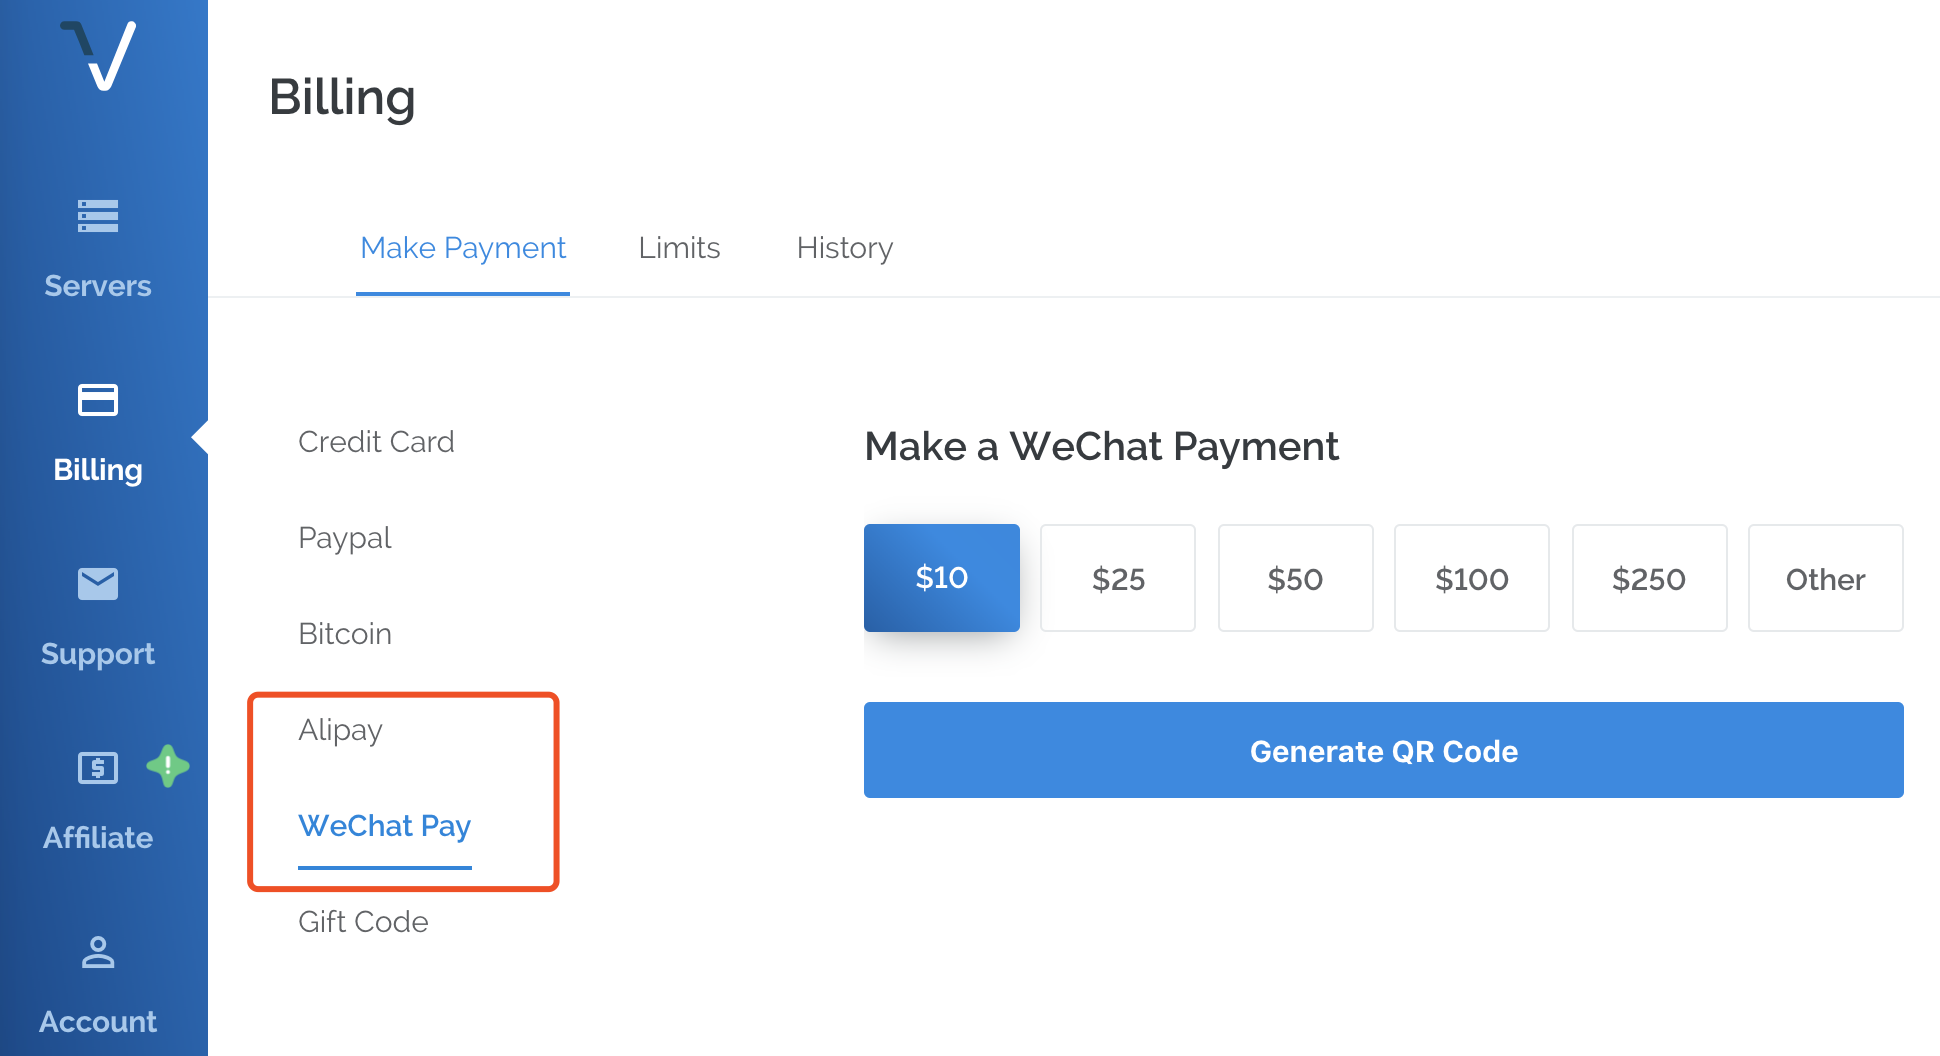 Billing
Servers
Billing
Support
Affiliate
Account
Make Payment
Limits
History
Credit Card
Paypal
Bitcoin
Alipay
WeChat Pay
Gift Code
Make a WeChat Payment
$10
$25
$50
$100
$250
Other
Generate QR Code